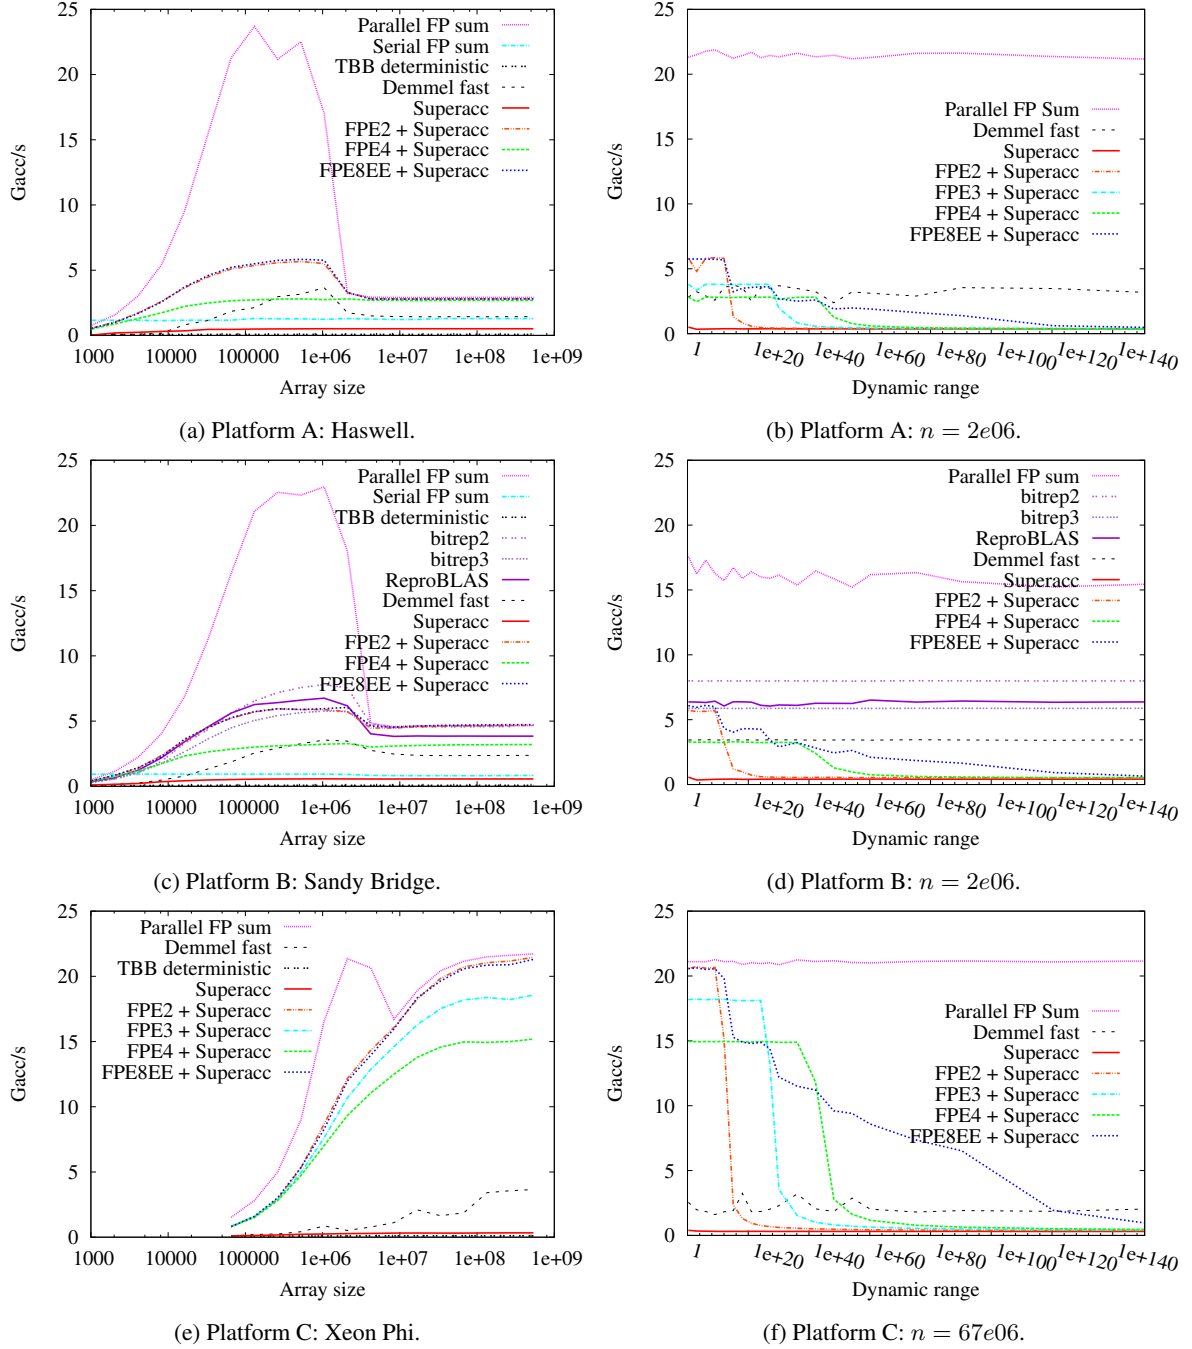 25
20
15
10
5
0
Gacc/s
Parallel FP sum
Serial FP sum
TBB deterministic
Demmel fast
Superacc
FPE2 + Superacc
FPE4 + Superacc
FPE8EE + Superacc
1000 10000 100000 1e+06 1e+07 1e+08 1e+09
Array size
(a) Platform A: Haswell.
25
20
15
10
5
0
Gacc/s
Parallel FP Sum
Demmel fast
Superacc
FPE2 + Superacc
FPE3 + Superacc
FPE4 + Superacc
FPE8EE + Superacc
1 1e+20 1e+40 1e+60 1e+80 1e+100 1e+120 1e+140
Dynamic range
(b) Platform A: n = 2e06.
25
20
15
10
5
0
Gacc/s
Parallel FP sum
Serial FP sum
TBB deterministic
bitrep2
bitrep3
ReproBLAS
Demmel fast
Superacc
FPE2 + Superacc
FPE4 + Superacc
FPE8EE + Superacc
1000 10000 100000 1e+06 1e+07 1e+08 1e+09
Array size
(c) Platform B: Sandy Bridge.
25
20
15
10
5
0
Gacc/s
Parallel FP sum
bitrep2
bitrep3
ReproBLAS
Demmel fast
Superacc
FPE2 + Superacc
FPE4 + Superacc
FPE8EE + Superacc
1 1e+20 1e+40 1e+60 1e+80 1e+100 1e+120 1e+140
Dynamic range
(d) Platform B: n = 2e06.
25
20
15
10
5
0
Gacc/s
Parallel FP sum
Demmel fast
TBB deterministic
Superacc
FPE2 + Superacc
FPE3 + Superacc
FPE4 + Superacc
FPE8EE + Superacc
1000 10000 100000 1e+06 1e+07 1e+08 1e+09
Array size
(e) Platform C: Xeon Phi.
25
20
15
10
5
0
Gacc/s
Parallel FP Sum
Demmel fast
Superacc
FPE2 + Superacc
FPE3 + Superacc
FPE4 + Superacc
FPE8EE + Superacc
1 1e+20 1e+40 1e+60 1e+80 1e+100 1e+120 1e+140
Dynamic range
(f) Platform C: n = 67e06.